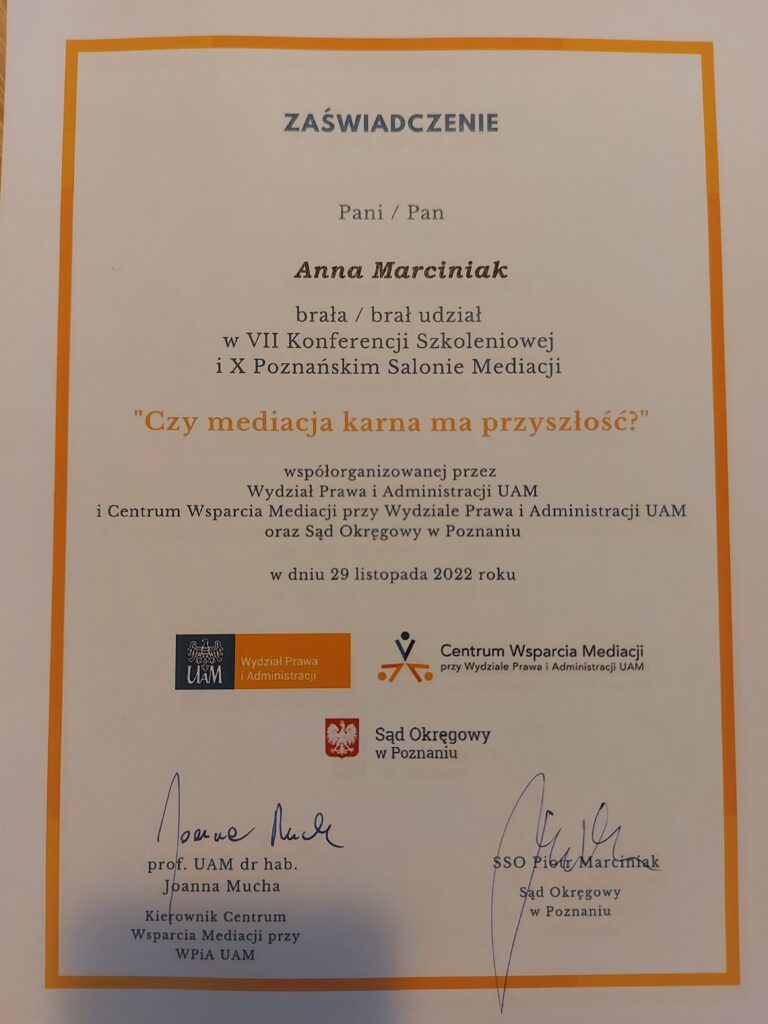 ZAŚWIADCZENIE
Pani / Pan
Anna Marciniak
brała / brał udział
w VII Konferencji Szkoleniowej
i X Poznańskim Salonie Mediacji
"Czy mediacja karna ma przyszłość?"
współorganizowanej przez
Wydział Prawa i Administracji UAM
i Centrum Wsparcia Mediacji przy Wydziale Prawa i Administracji UAM
oraz Sąd Okręgowy w Poznaniu
w dniu 29 listopada 2022 roku
UAM
Wydział Prawa
i Administracji
Centrum Wsparcia Mediacji
przy Wydziale Prawa i Administracji UAM
Sąd Okręgowy
w Poznaniu
Joanna Mucha
prof. UAM dr hab.
Joanna Mucha
Kierownik Centrum
Wsparcia Mediacji przy
WPiA UAM
SSO Piotr Marciniak
Sąd Okręgowy
w Poznaniu